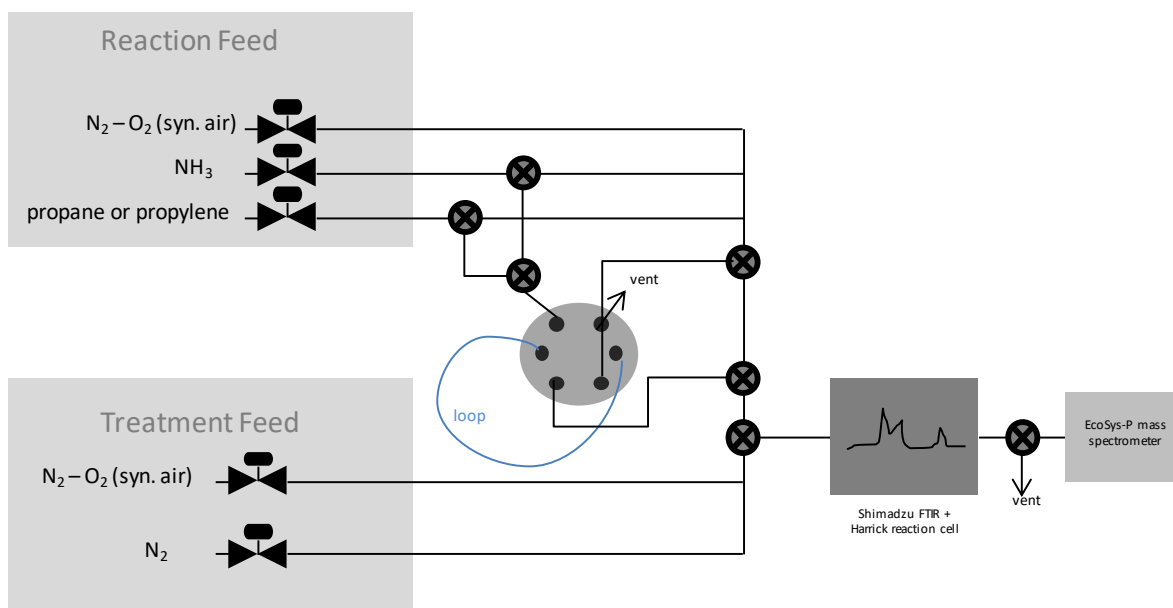 Reaction Feed
N₂ – O₂ (syn. air)
NH₃
propane or propylene
vent
loop
Treatment Feed
N₂ – O₂ (syn. air)
N₂
EcoSys-P mass
spectrometer
vent
Shimadzu FTIR +
Harrick reaction cell